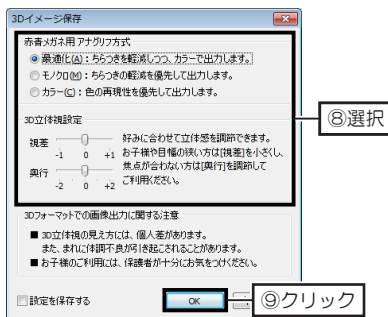 3Dイメージ保存
赤青メガネ用 アナグリフ方式
最適化(A)：ちらつきを軽減しつつ、カラーで出力します。
モノクロ(M)：ちらつきの軽減を優先して出力します。
カラー(C)：色の再現性を優先して出力します。
3D立体視設定
視差
-1 0 +1
奥行
-2 0 +2
好みに合わせて立体感を調節できます。
お子様や目幅の狭い方は[視差]を小さくし、
焦点が合わない方は[奥行]を調節して
ご利用ください。
⑧選択
3Dフォーマットでの画像出力に関する注意
■ 3D立体視の見え方には、個人差があります。
また、まれに体調不良が引き起こされることがあります。
■ お子様のご利用には、保護者が十分にお気をつけください。
設定を保存する
OK
⑨クリック